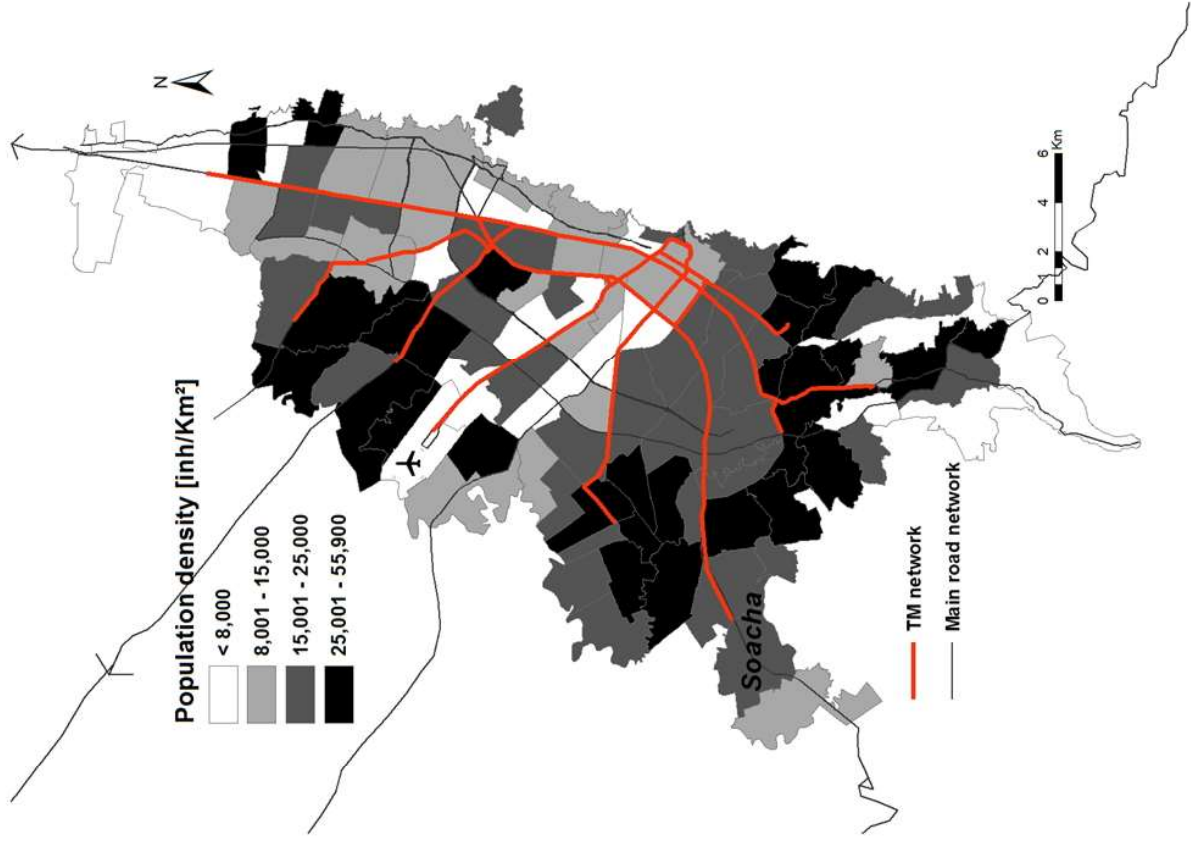 N
Population density [inh/Km²]
< 8,000
8,001 - 15,000
15,001 - 25,000
25,001 - 55,900
Soacha
TM network
Main road network
0 1 2 4 6
Km